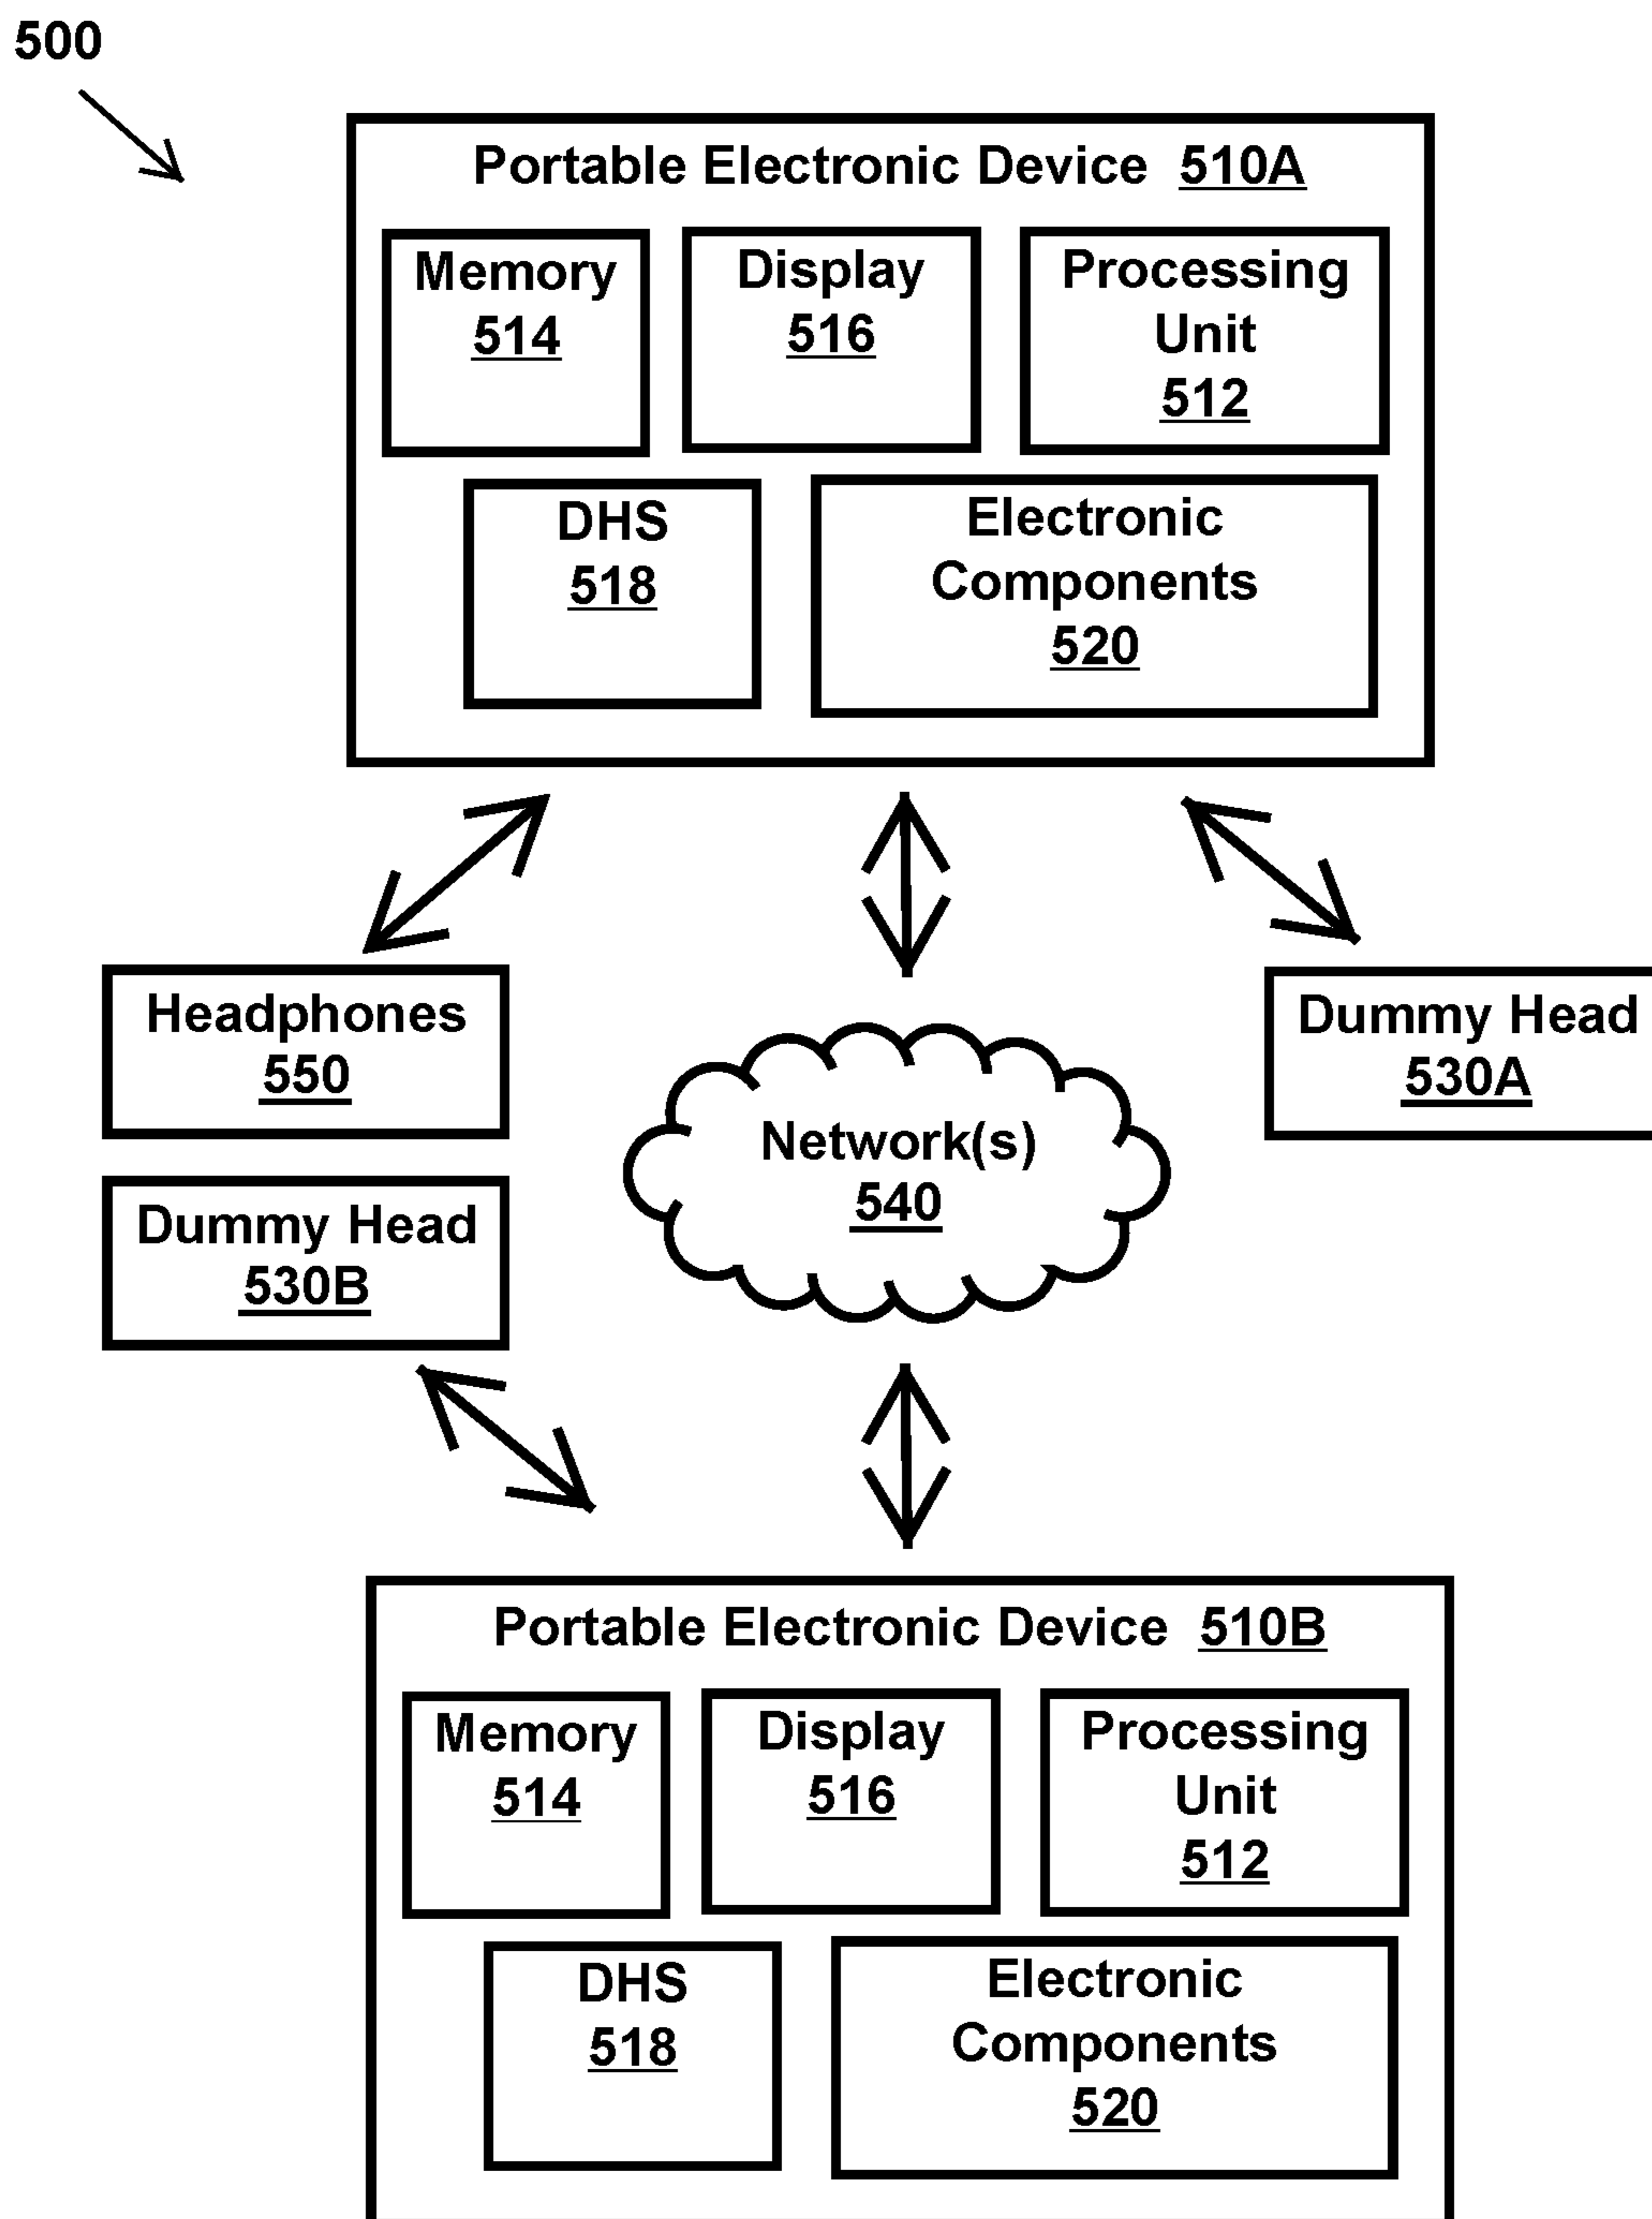 500
Portable Electronic Device 510A
Memory
514
Display
516
Processing
Unit
512
DHS
518
Electronic
Components
520
Headphones
550
Dummy Head
530A
Network(s)
540
Dummy Head
530B
Portable Electronic Device 510B
Memory
514
Display
516
Processing
Unit
512
DHS
518
Electronic
Components
520